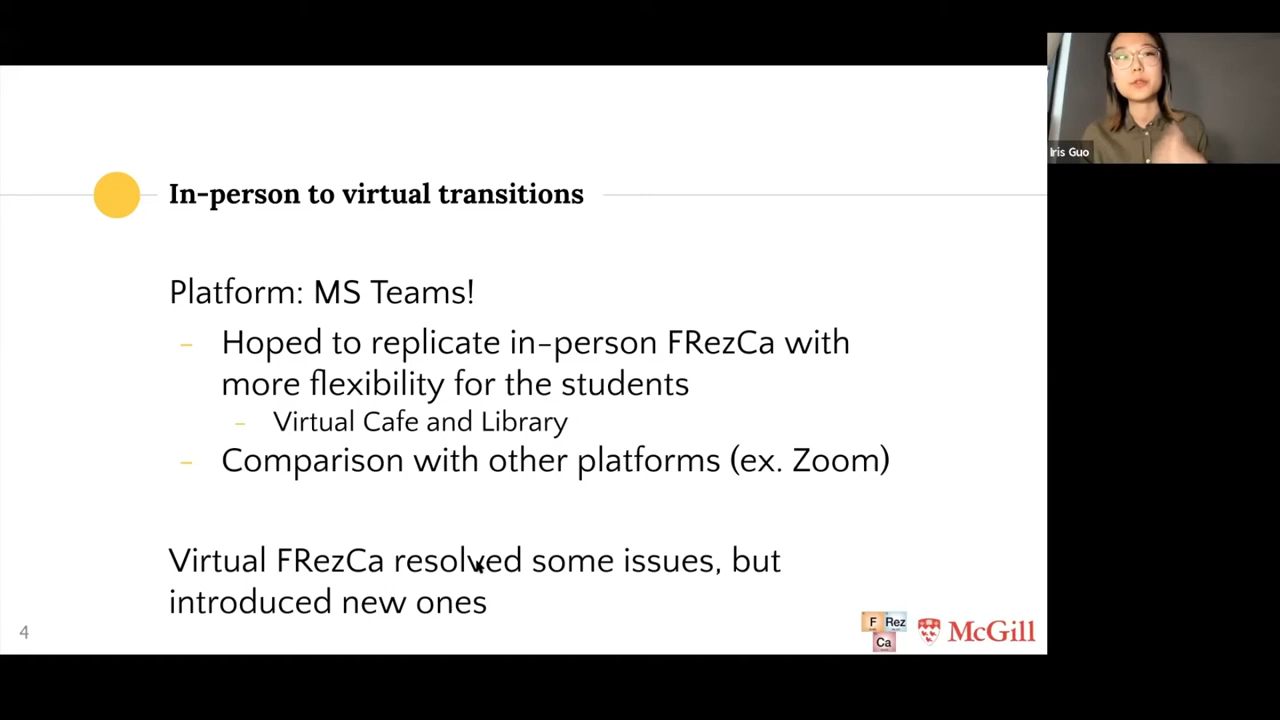 Iris Guo
In-person to virtual transitions
Platform: MS Teams!
- Hoped to replicate in-person FRezCa with
more flexibility for the students
- Virtual Cafe and Library
- Comparison with other platforms (ex. Zoom)
Virtual FRezCa resolved some issues, but
introduced new ones
4
F Rez
Ca
McGill